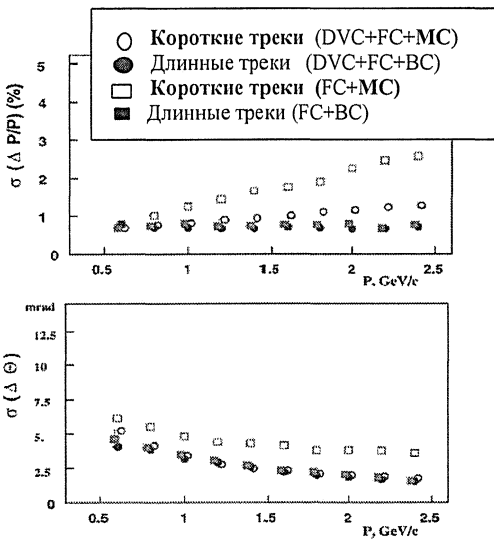 Короткие треки (DVC+FC+MC)
Длинные треки (DVC+FC+BC)
Короткие треки (FC+MC)
Длинные треки (FC+BC)
σ (Δ P/P) (%)
5
4
3
2
1
0
0.5 1 1.5 2 2.5
P, GeV/c
mrad
σ (Δ Θ)
12.5
10
7.5
5
2.5
0.5 1 1.5 2 2.5
P, GeV/c